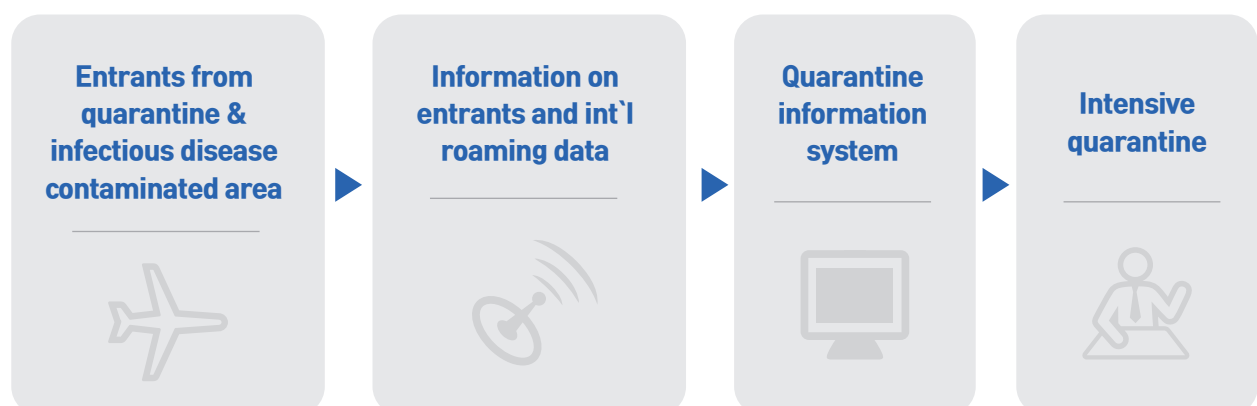 Entrants from
quarantine &
infectious disease
contaminated area
Information on
entrants and int`l
roaming data
Quarantine
information
system
Intensive
quarantine